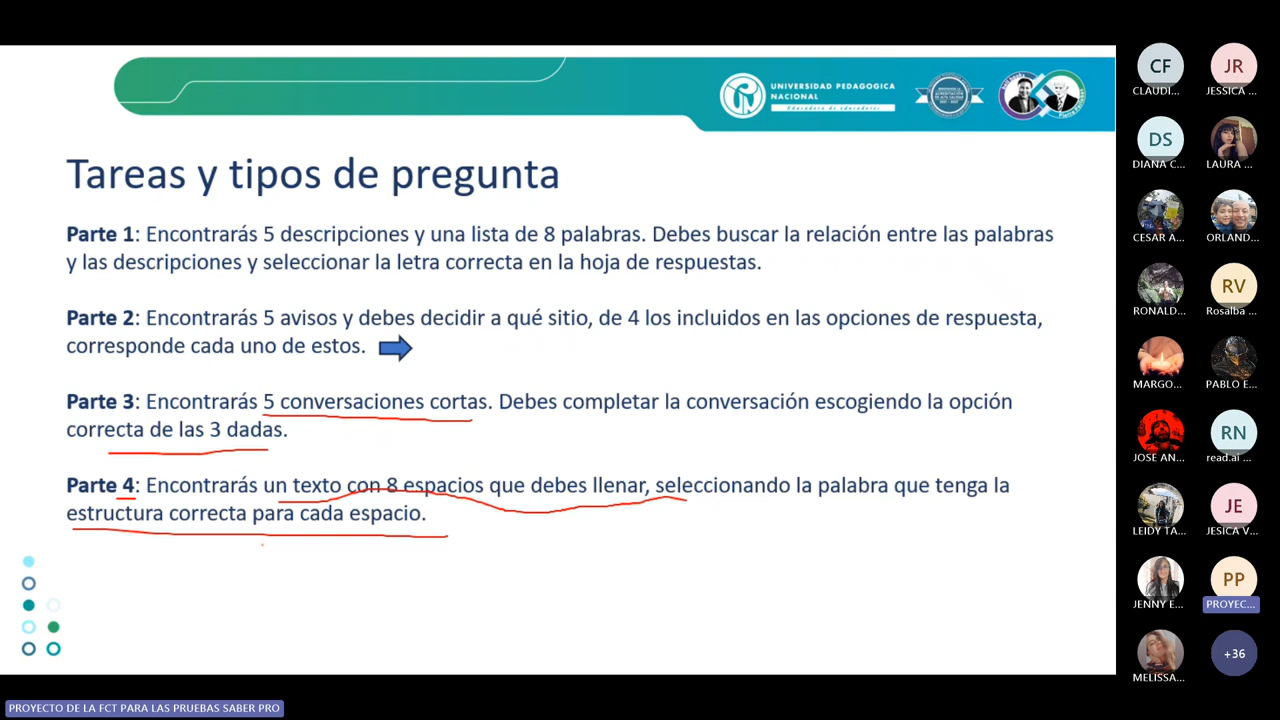 UNIVERSIDAD PEDAGOGICA
NACIONAL
Educadora de educadores
Tareas y tipos de pregunta
Parte 1: Encontrarás 5 descripciones y una lista de 8 palabras. Debes buscar la relación entre las palabras
y las descripciones y seleccionar la letra correcta en la hoja de respuestas.
Parte 2: Encontrarás 5 avisos y debes decidir a qué sitio, de 4 los incluidos en las opciones de respuesta,
corresponde cada uno de estos.
Parte 3: Encontrarás 5 conversaciones cortas. Debes completar la conversación escogiendo la opción
correcta de las 3 dadas.
Parte 4: Encontrarás un texto con 8 espacios que debes llenar, seleccionando la palabra que tenga la
estructura correcta para cada espacio.
CF JR
CLAUDI... JESSICA ...
DS
DIANA C... LAURA ...
CESAR A... ORLAND...
RV
RONALD... Rosalba ...
MARGO... PABLO E...
RN
JOSE AN... read.ai ...
JE
LEIDY TA... JESICA V...
PP
JENNY E... PROYEC...
+36
MELISSA...
PROYECTO DE LA FCT PARA LAS PRUEBAS SABER PRO